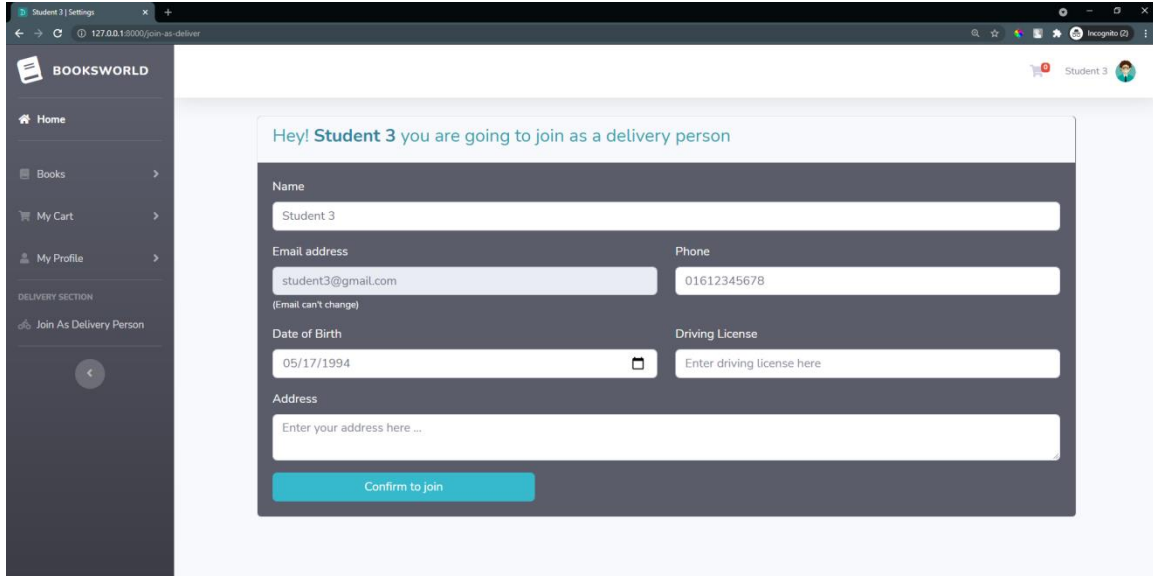 Student 3 | Settings
127.0.0.1:8000/join-as-deliver
Incognito (2)
BOOKSWORLD
0
Student 3
Home
Books
My Cart
My Profile
DELIVERY SECTION
Join As Delivery Person
Hey! Student 3 you are going to join as a delivery person
Name
Student 3
Email address
Phone
student3@gmail.com
01612345678
(Email can't change)
Date of Birth
Driving License
05/17/1994
Enter driving license here
Address
Enter your address here ...
Confirm to join